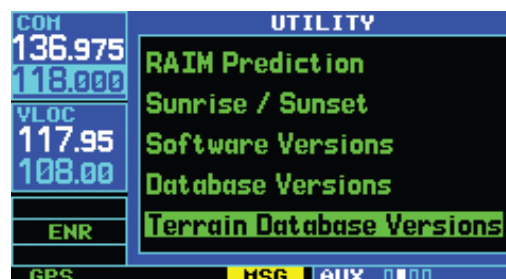 COM
136.975
118.000
VLOC
117.95
108.00
ENR
GPS
UTILITY
RAIM Prediction
Sunrise / Sunset
Software Versions
Database Versions
Terrain Database Versions
MSG
AUX